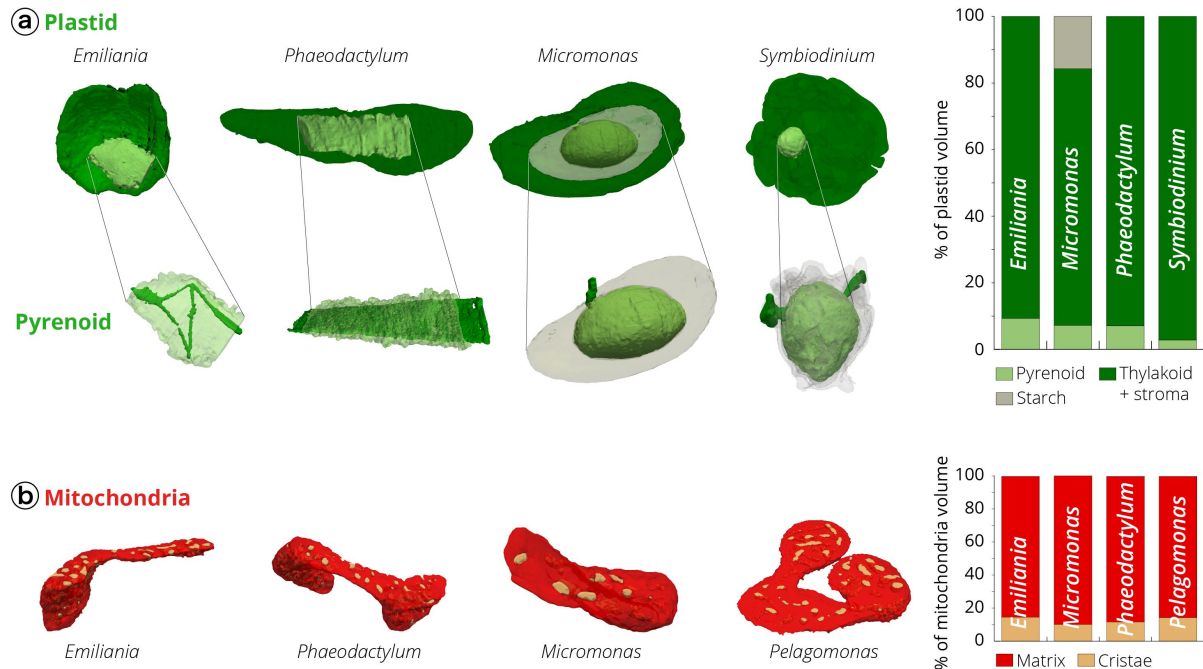 a Plastid
Emiliania
Phaeodactylum
Micromonas
Symbiodinium
Pyrenoid
% of plastid volume
100
80
60
40
20
0
Emiliania
Micromonas
Phaeodactylum
Symbiodinium
Pyrenoid
Thylakoid
+ stroma
Starch
b Mitochondria
Emiliania
Phaeodactylum
Micromonas
Pelagomonas
% of mitochondria volume
100
80
60
40
20
0
Emiliania
Micromonas
Phaeodactylum
Pelagomonas
Matrix
Cristae